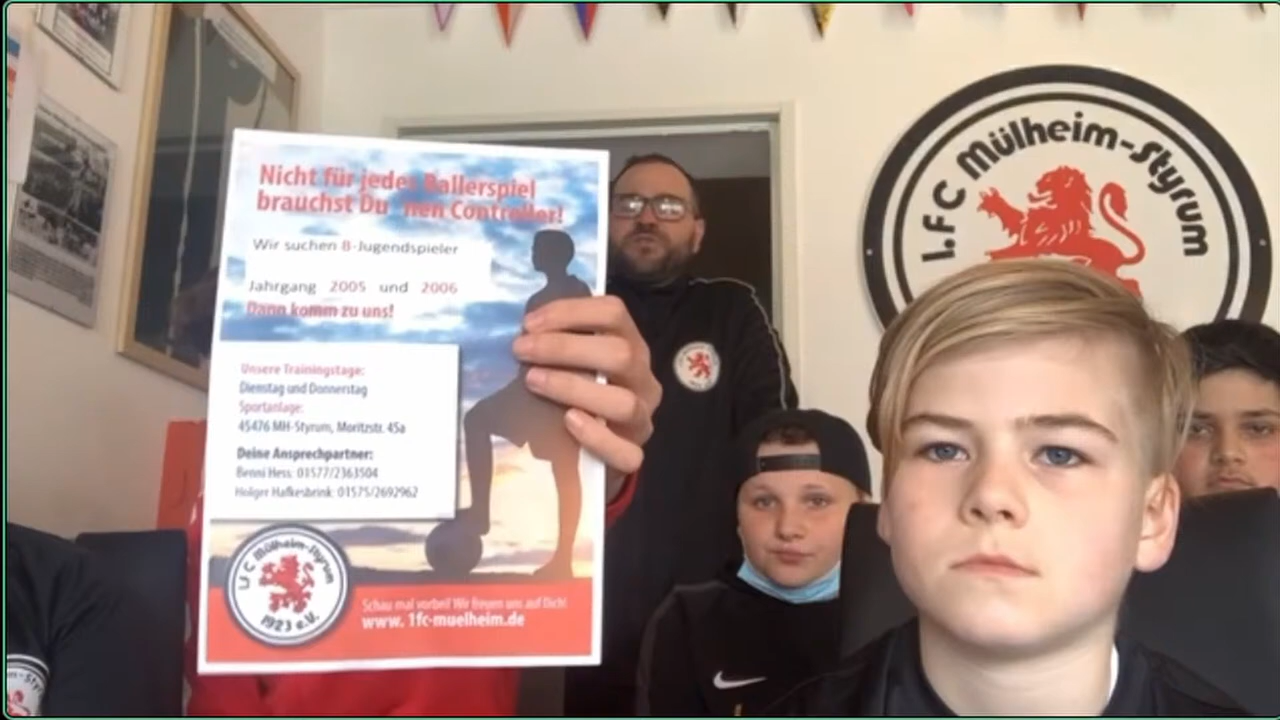 Nicht für jedes Ballerspiel
brauchst Du 'nen Controller!
Wir suchen B-Jugendspieler
Jahrgang 2005 und 2006
Dann komm zu uns!
Unsere Trainingstage:
Dienstag und Donnerstag
Sportanlage:
45476 MH-Styrum, Moritzstr. 45a
Deine Ansprechpartner:
Benni Hess: 01577/2363504
Holger Hafkesbrink: 01575/2692962
1.FC Mülheim-Styrum
1923 e.V.
Schau mal vorbei! Wir freuen uns auf Dich!
www. 1fc-muelheim.de
1.FC Mülheim-Styrum